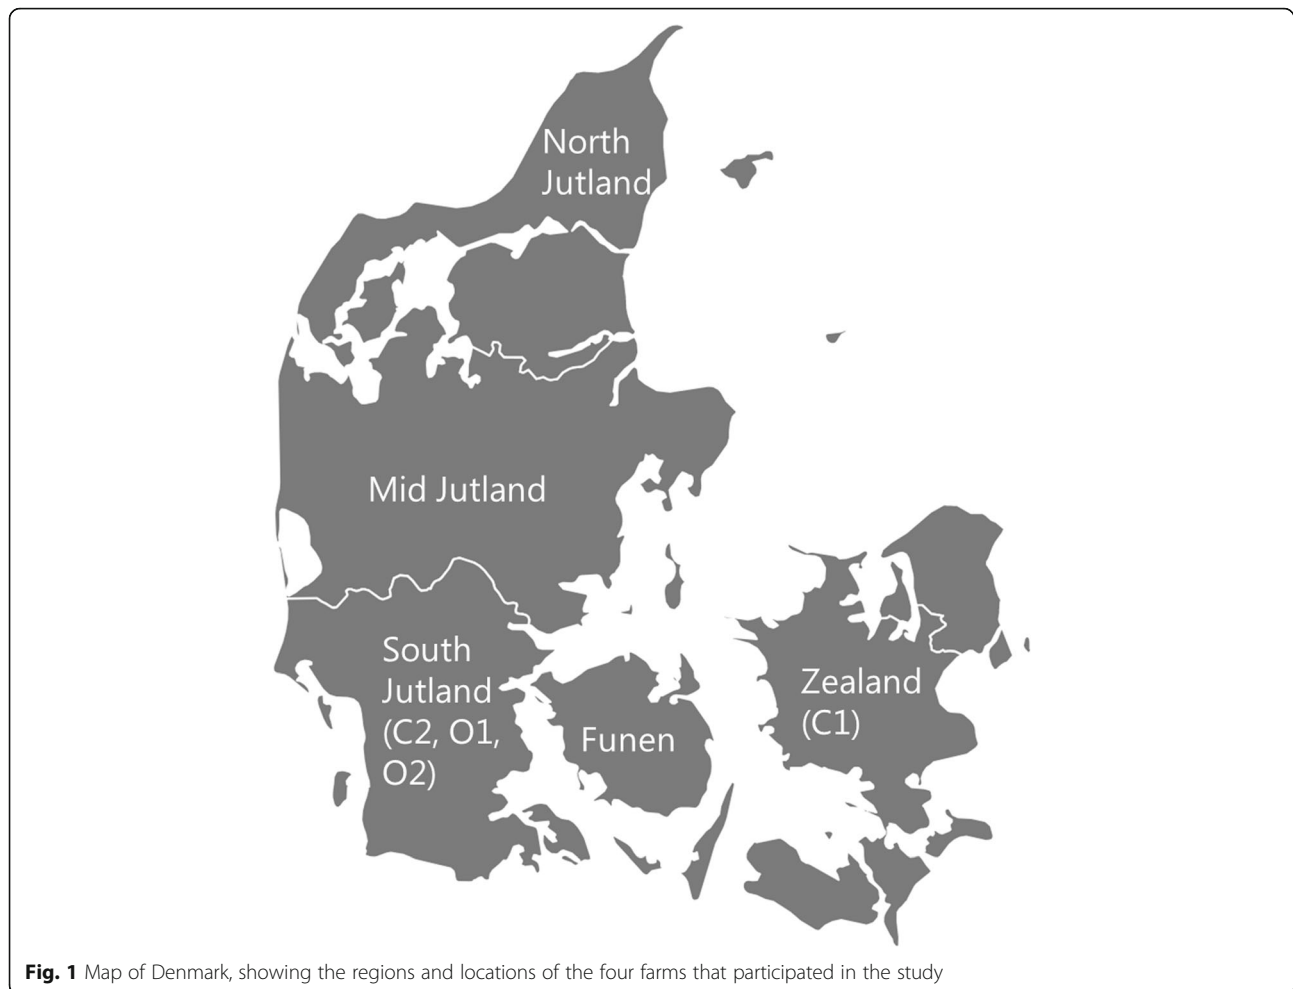 North
Jutland
Mid Jutland
South
Jutland
(C2, O1,
O2)
Funen
Zealand
(C1)
Fig. 1 Map of Denmark, showing the regions and locations of the four farms that participated in the study